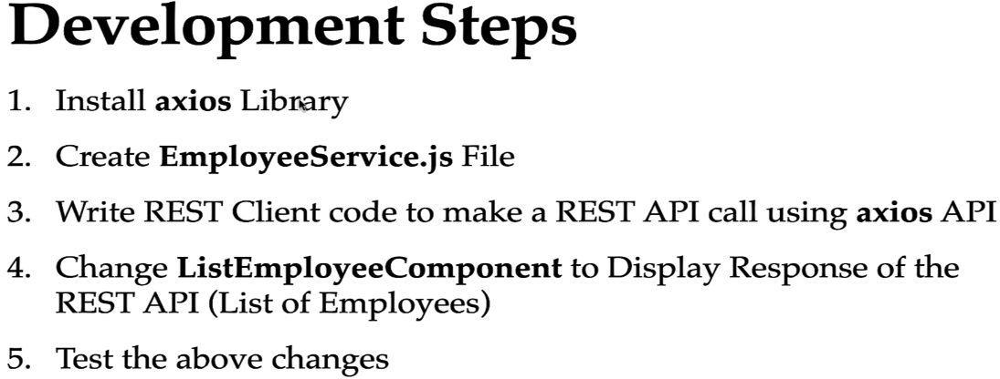 Development Steps
1. Install axios Library
2. Create EmployeeService.js File
3. Write REST Client code to make a REST API call using axios API
4. Change ListEmployeeComponent to Display Response of the
REST API (List of Employees)
5. Test the above changes